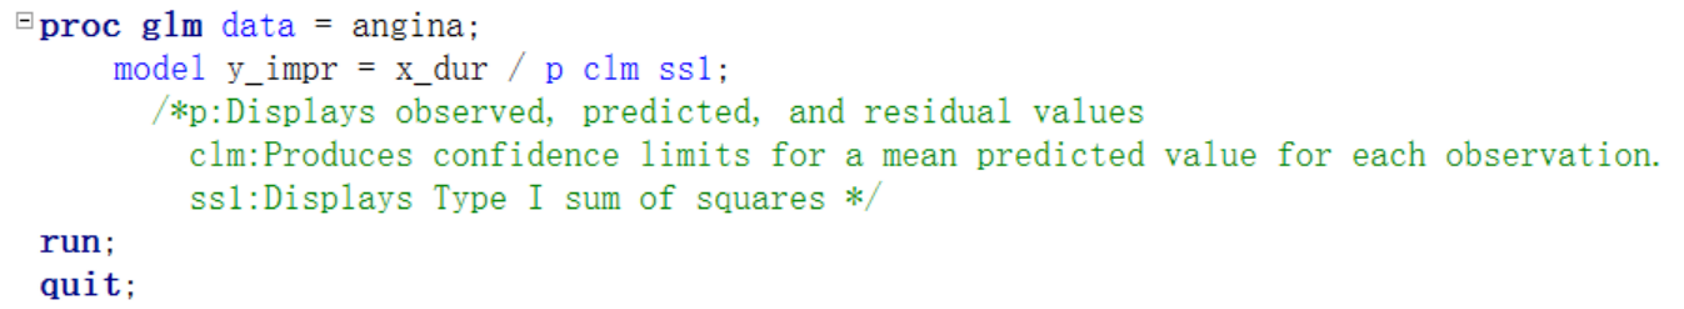 proc glm data = angina;
model y_impr = x_dur / p clm ss1;
/*p:Displays observed, predicted, and residual values
clm:Produces confidence limits for a mean predicted value for each observation.
ss1:Displays Type I sum of squares */
run;
quit;